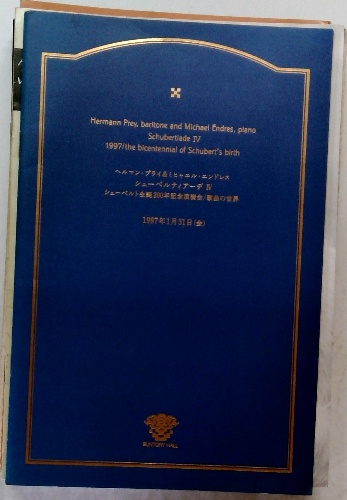 Hermann Prey, baritone and Michael Endres, piano
Schubertiade IV
1997/the bicentennial of Schubert's birth
ヘルマン・プライ&ミヒャエル・エンドレス
シューベルティアーデ IV
シューベルト生誕200年記念演奏会/歌曲の世界
1997年1月31日(金)
SUNTORY HALL